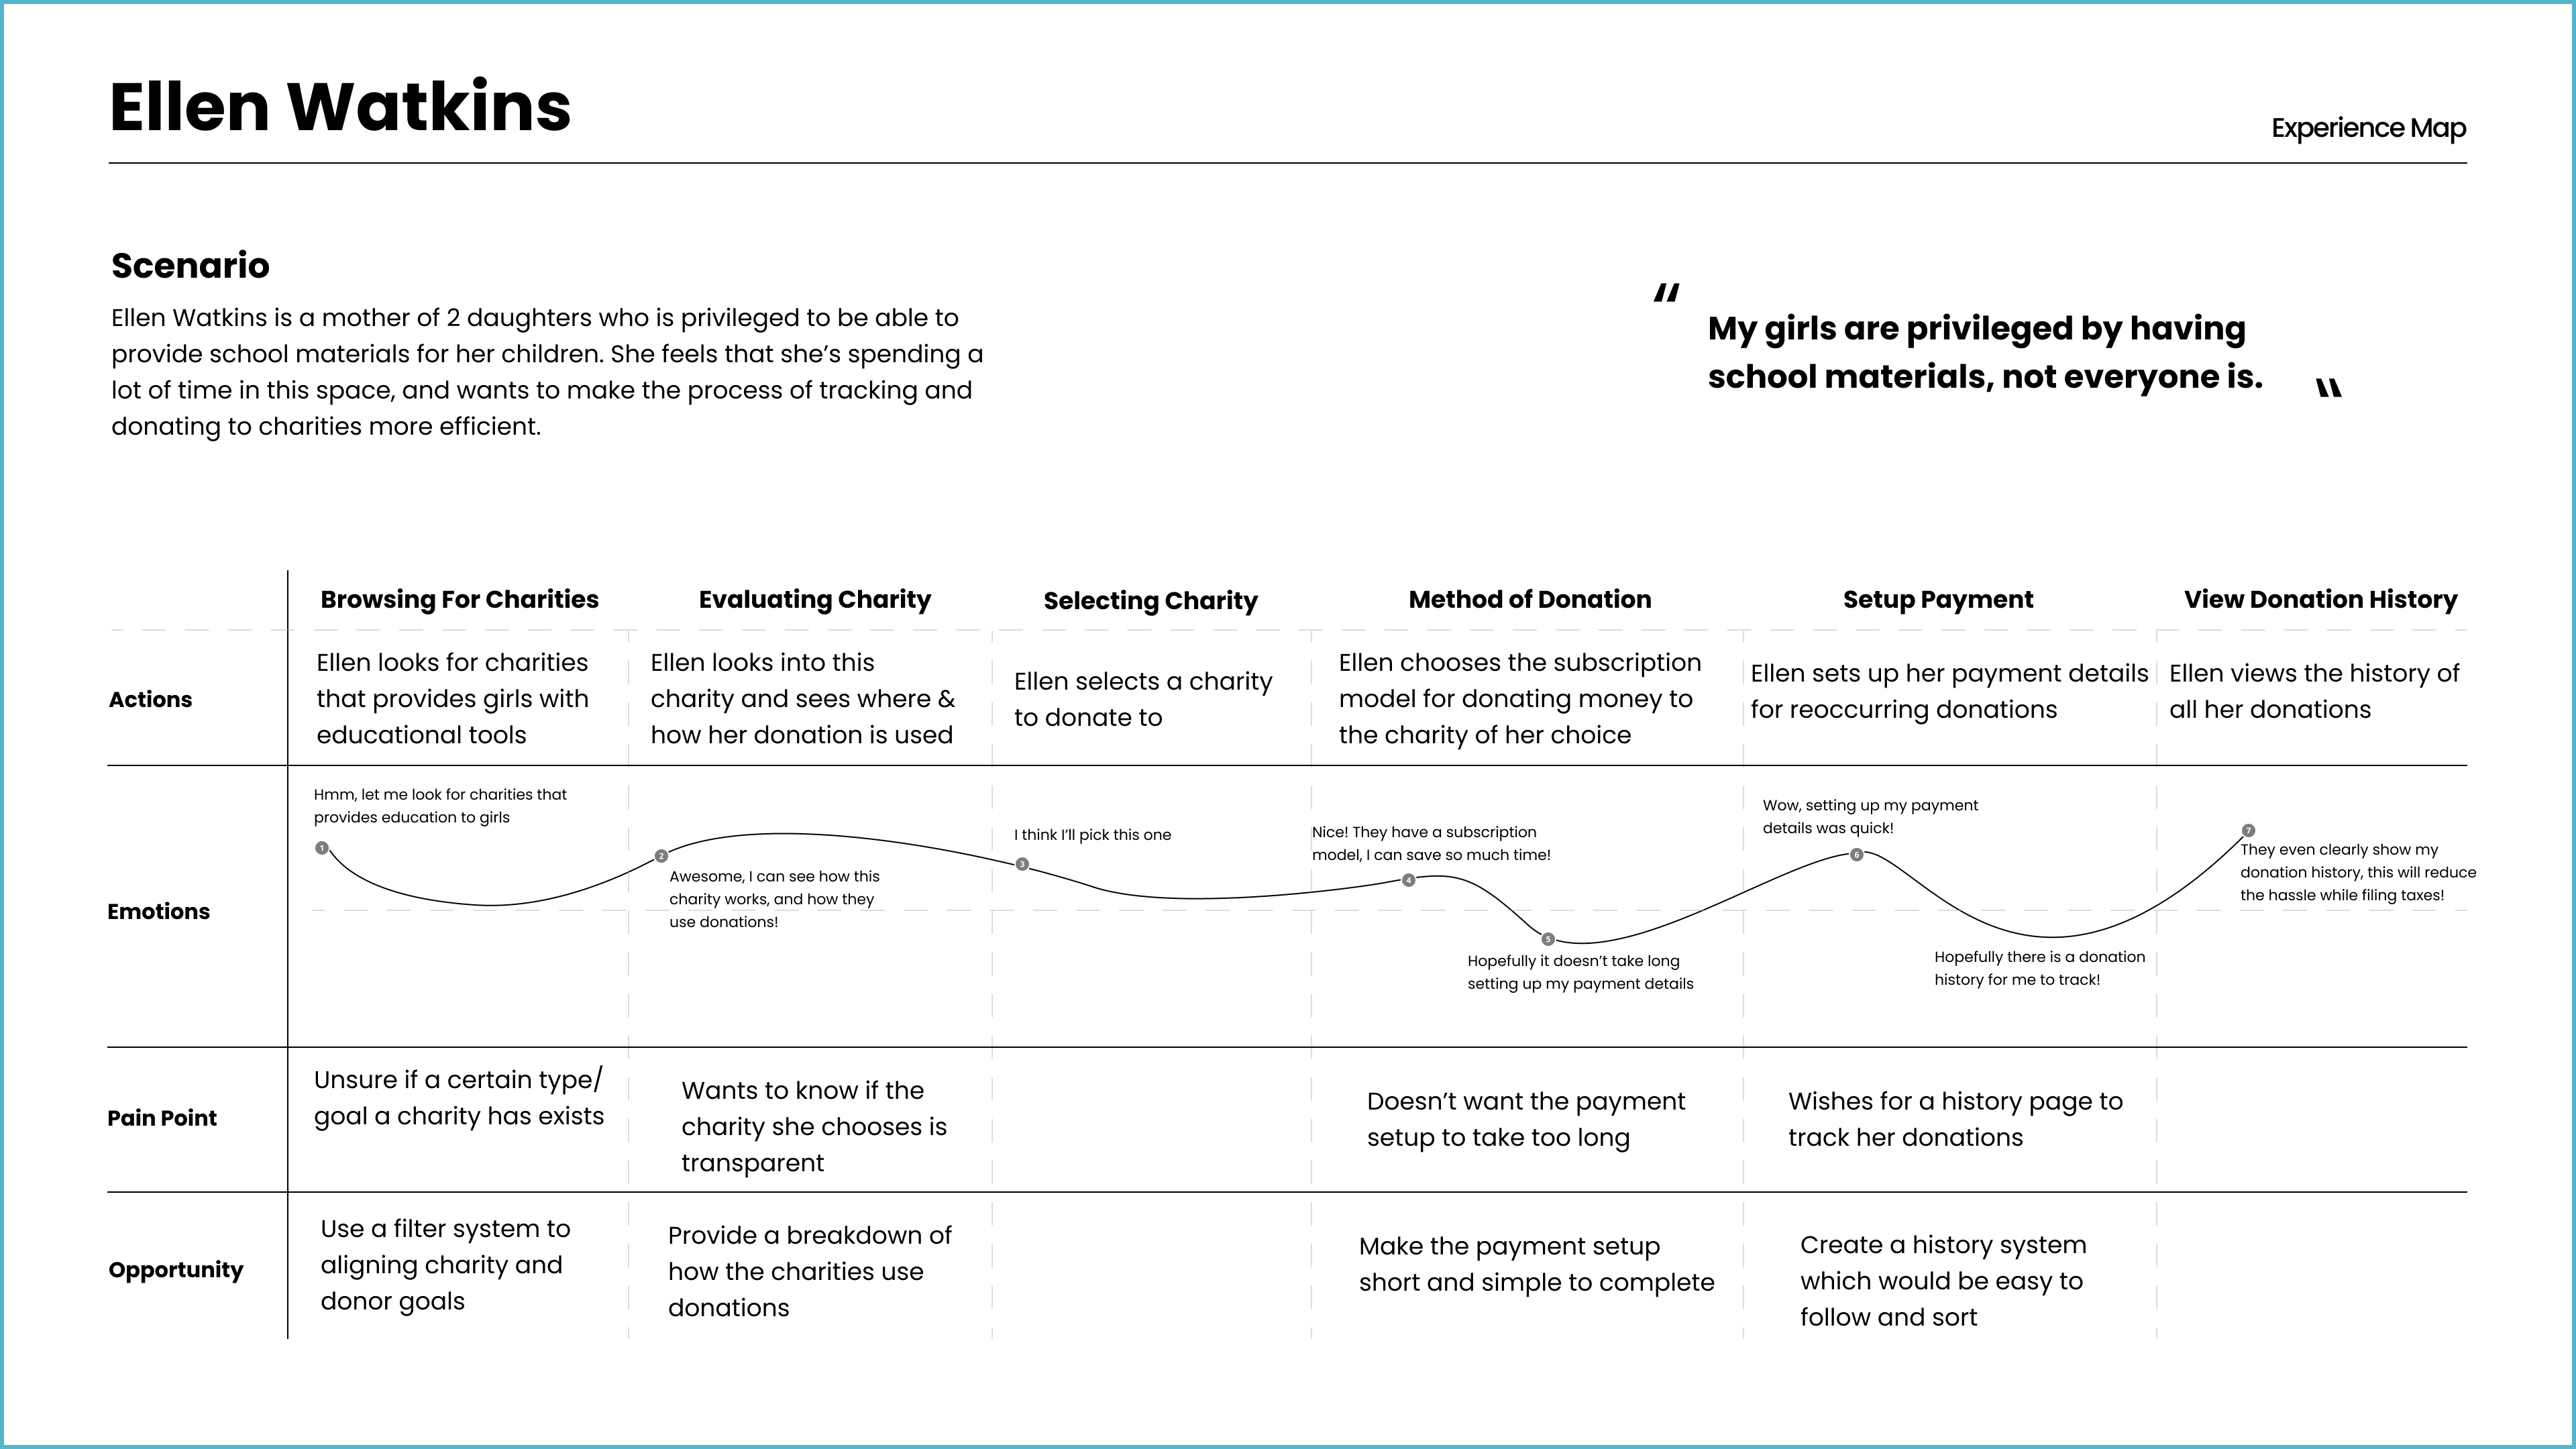 Ellen Watkins
Experience Map
Scenario
Ellen Watkins is a mother of 2 daughters who is privileged to be able to
provide school materials for her children. She feels that she’s spending a
lot of time in this space, and wants to make the process of tracking and
donating to charities more efficient.
“
My girls are privileged by having
school materials, not everyone is.
“
Browsing For Charities
Evaluating Charity
Selecting Charity
Method of Donation
Setup Payment
View Donation History
Actions
Ellen looks for charities
that provides girls with
educational tools
Ellen looks into this
charity and sees where &
how her donation is used
Ellen selects a charity
to donate to
Ellen chooses the subscription
model for donating money to
the charity of her choice
Ellen sets up her payment details
for reoccurring donations
Ellen views the history of
all her donations
Emotions
Hmm, let me look for charities that
provides education to girls
1
2
Awesome, I can see how this
charity works, and how they
use donations!
I think I’ll pick this one
3
Nice! They have a subscription
model, I can save so much time!
4
5
Hopefully it doesn’t take long
setting up my payment details
Wow, setting up my payment
details was quick!
6
Hopefully there is a donation
history for me to track!
7
They even clearly show my
donation history, this will reduce
the hassle while filing taxes!
Pain Point
Unsure if a certain type/
goal a charity has exists
Wants to know if the
charity she chooses is
transparent
Doesn’t want the payment
setup to take too long
Wishes for a history page to
track her donations
Opportunity
Use a filter system to
aligning charity and
donor goals
Provide a breakdown of
how the charities use
donations
Make the payment setup
short and simple to complete
Create a history system
which would be easy to
follow and sort